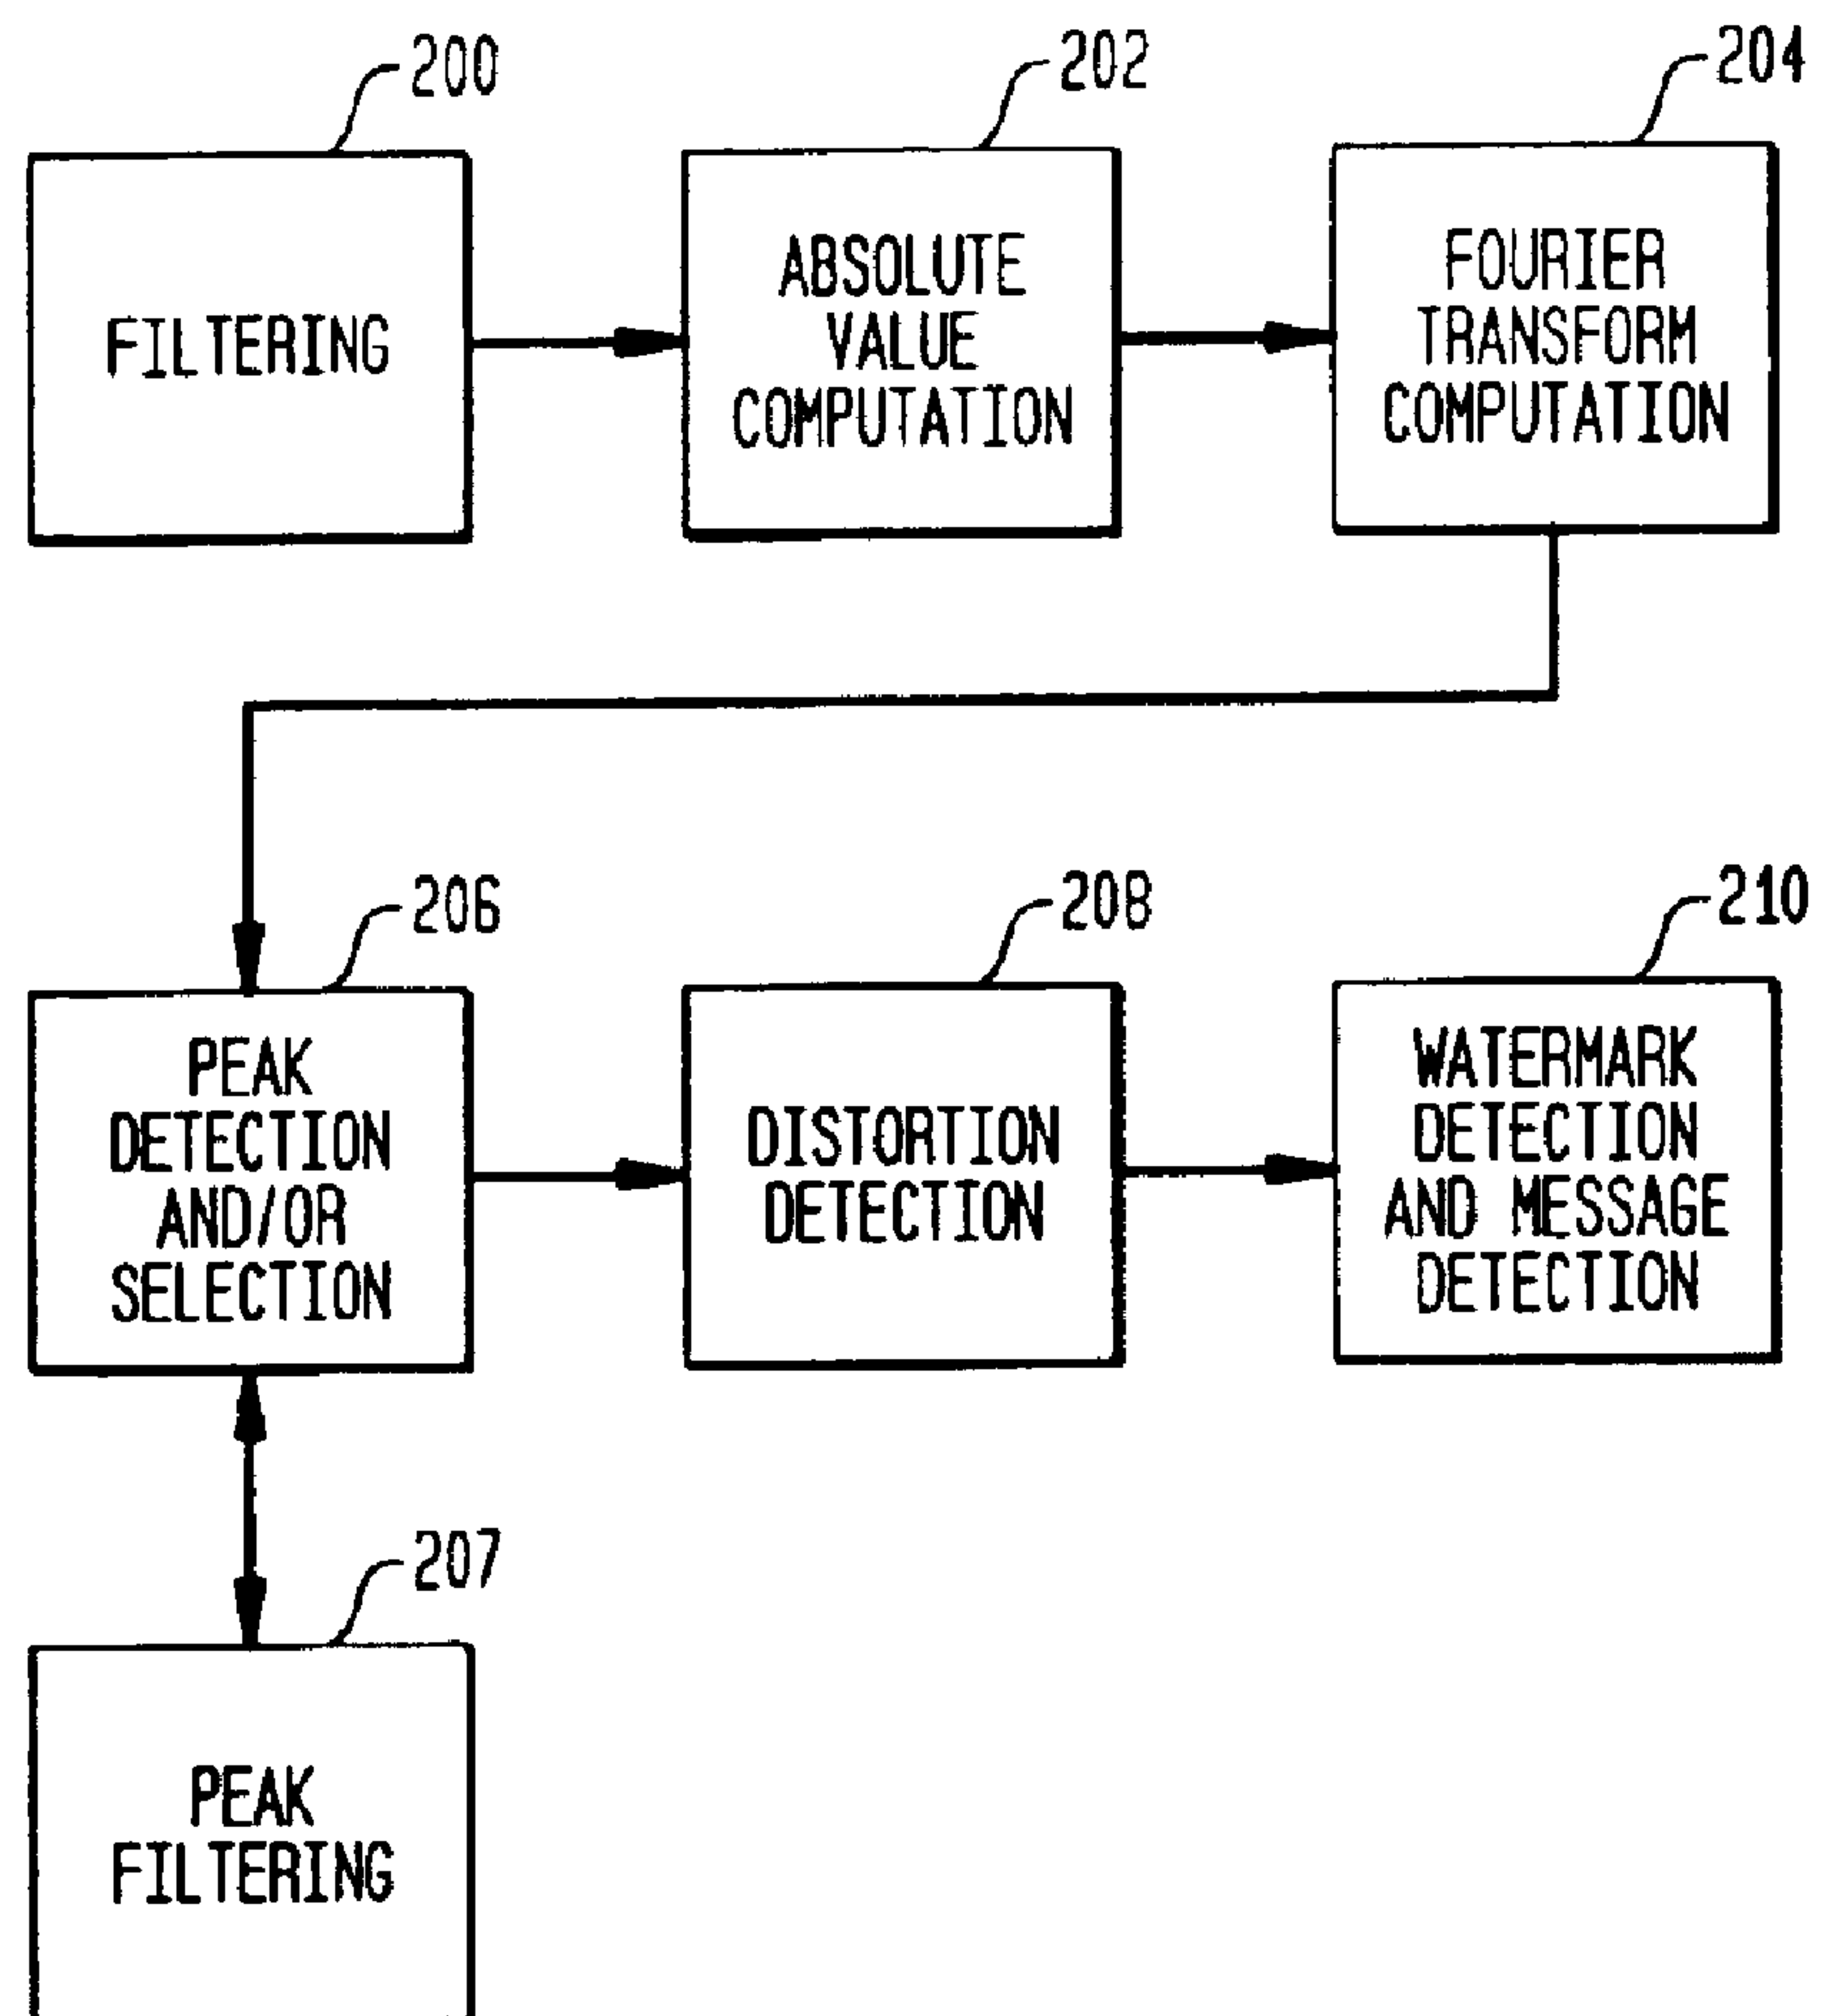 200
202
204
FILTERING
ABSOLUTE
VALUE
COMPUTATION
FOURIER
TRANSFORM
COMPUTATION
206
208
210
PEAK
DETECTION
AND/OR
SELECTION
DISTORTION
DETECTION
WATERMARK
DETECTION
AND MESSAGE
DETECTION
207
PEAK
FILTERING